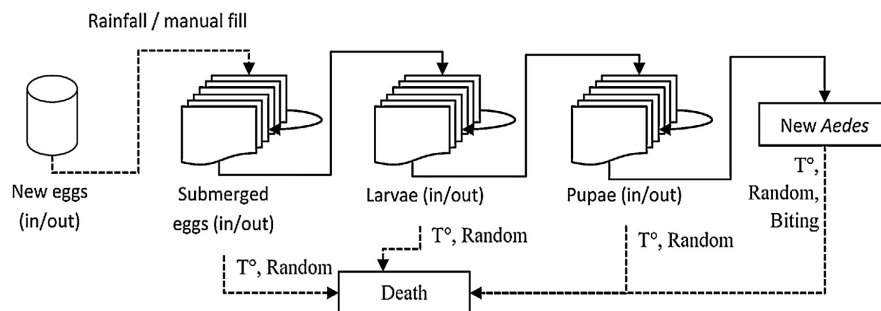 Rainfall / manual fill
New eggs
(in/out)
Submerged
eggs (in/out)
Larvae (in/out)
Pupae (in/out)
New Aedes
T°,
Random,
Biting
T°, Random
T°, Random
T°, Random
Death